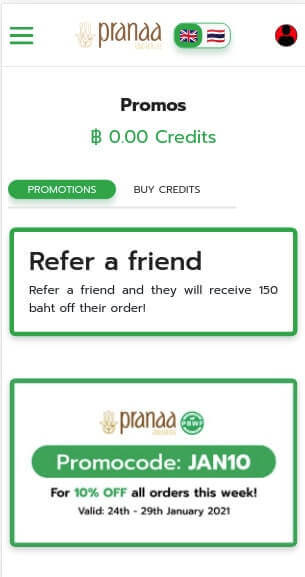 pranaa
Promos
฿ 0.00 Credits
PROMOTIONS BUY CREDITS
Refer a friend
Refer a friend and they will receive 150
baht off their order!
pranaa PBWF
Promocode: JAN10
For 10% OFF all orders this week!
Valid: 24th - 29th January 2021